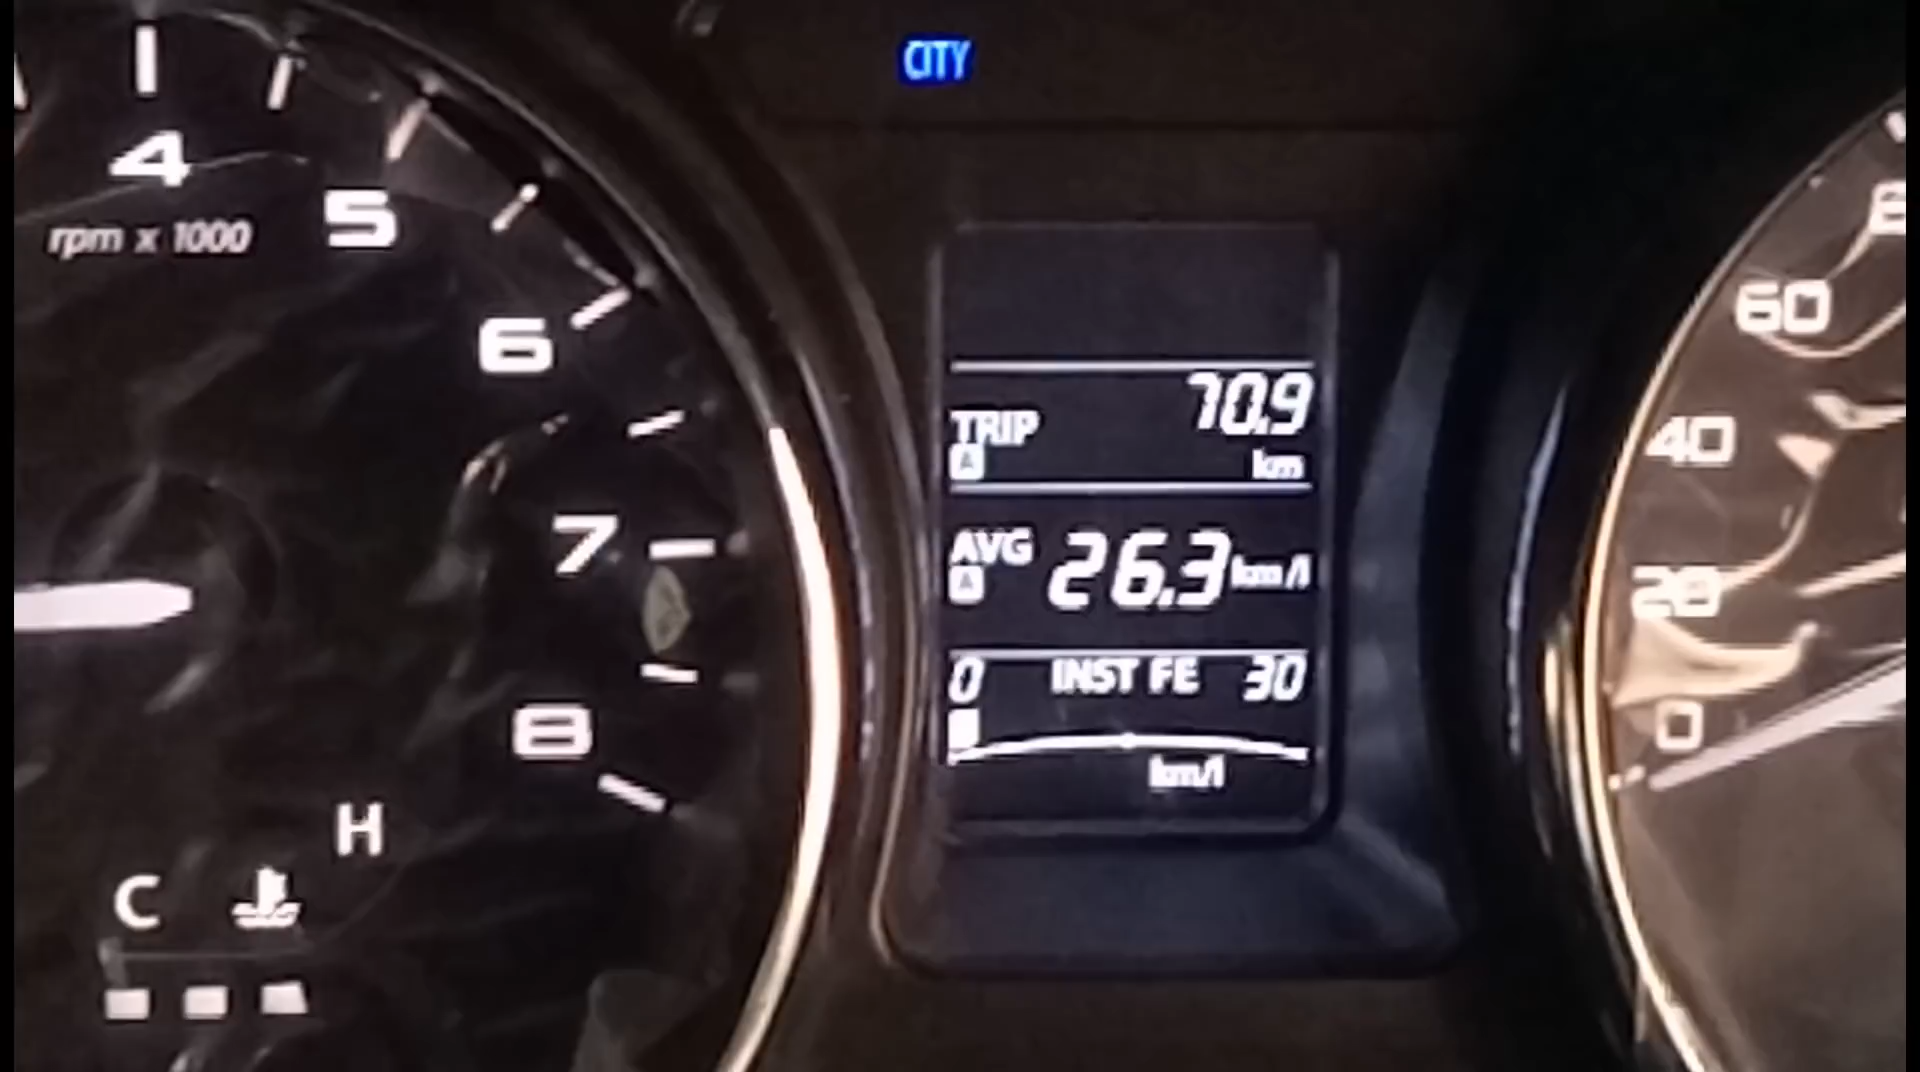 CITY
4
5
rpm x 1000
6
7
8
H
C
TRIP 70.9
A km
AVG 26.3 km/l
A
0 INST FE 30
km/l
60
40
20
0